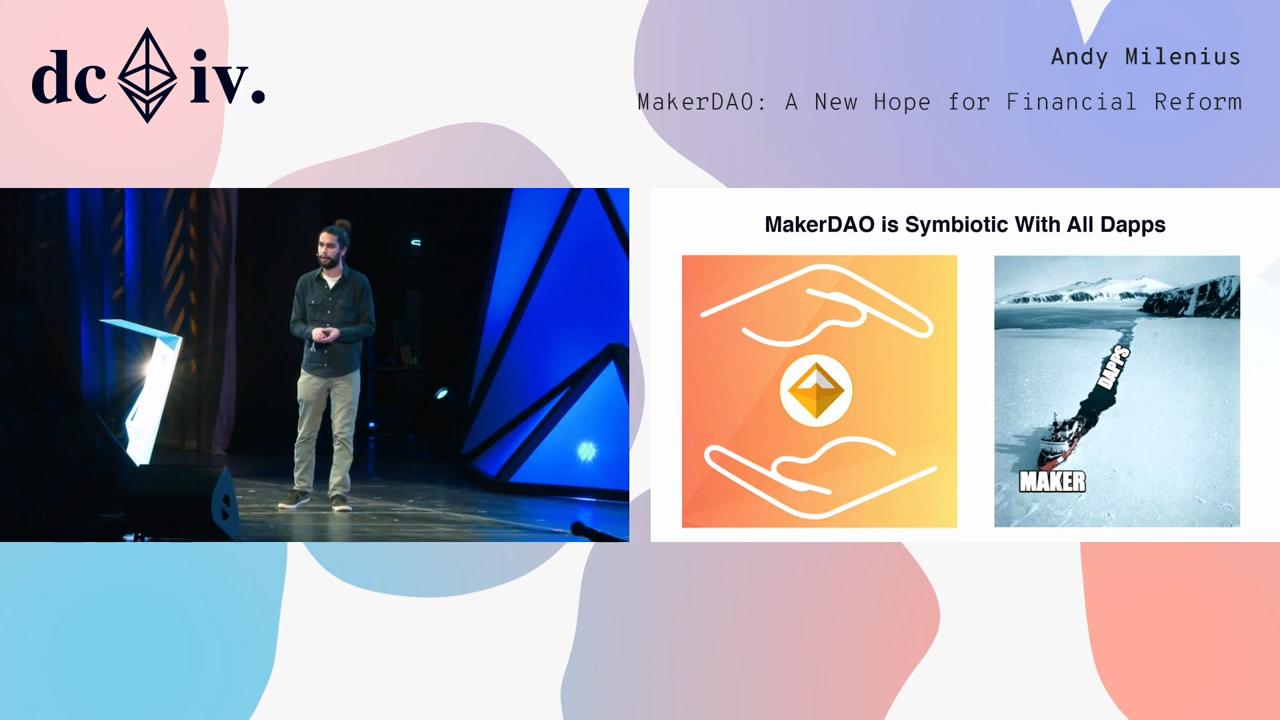 dc iv.
Andy Milenius
MakerDAO: A New Hope for Financial Reform
MakerDAO is Symbiotic With All Dapps
DAPPS
MAKER